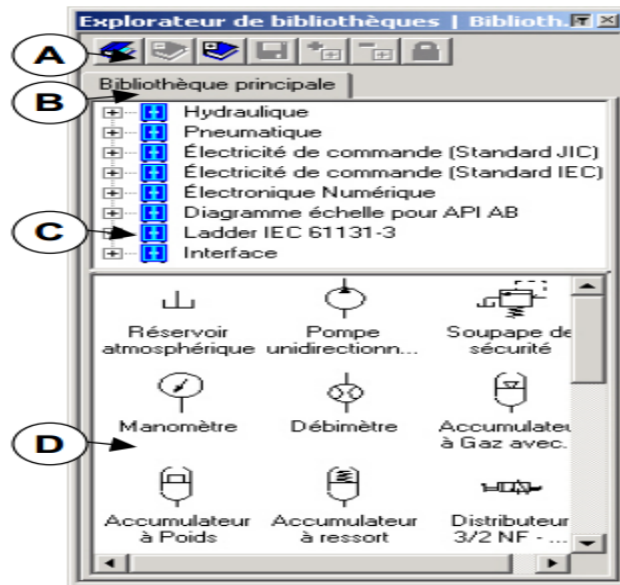 Explorateur de bibliothèques | Biblioth.
A
B
Bibliothèque principale
Hydraulique
Pneumatique
Électricité de commande (Standard JIC)
Électricité de commande (Standard IEC)
Électronique Numérique
Diagramme échelle pour API AB
C
Ladder IEC 61131-3
Interface
Réservoir atmosphérique
Pompe unidirectionn...
Soupape de sécurité
Manomètre
Débimètre
Accumulateu à Gaz avec.
D
Accumulateur à Poids
Accumulateur à ressort
Distributeur 3/2 NF - ...